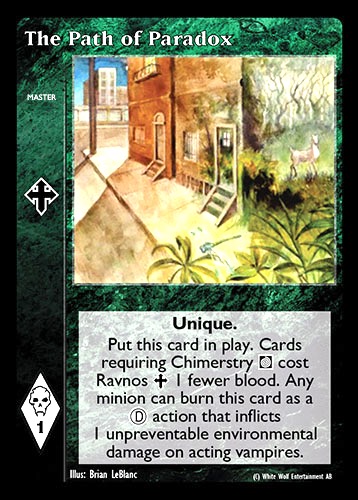 The Path of Paradox
MASTER
Unique.
Put this card in play. Cards
requiring Chimerstry cost
Ravnos 1 fewer blood. Any
minion can burn this card as a
D action that inflicts
1 unpreventable environmental
damage on acting vampires.
1
Illus: Brian LeBlanc
(C) White Wolf Entertainment AB